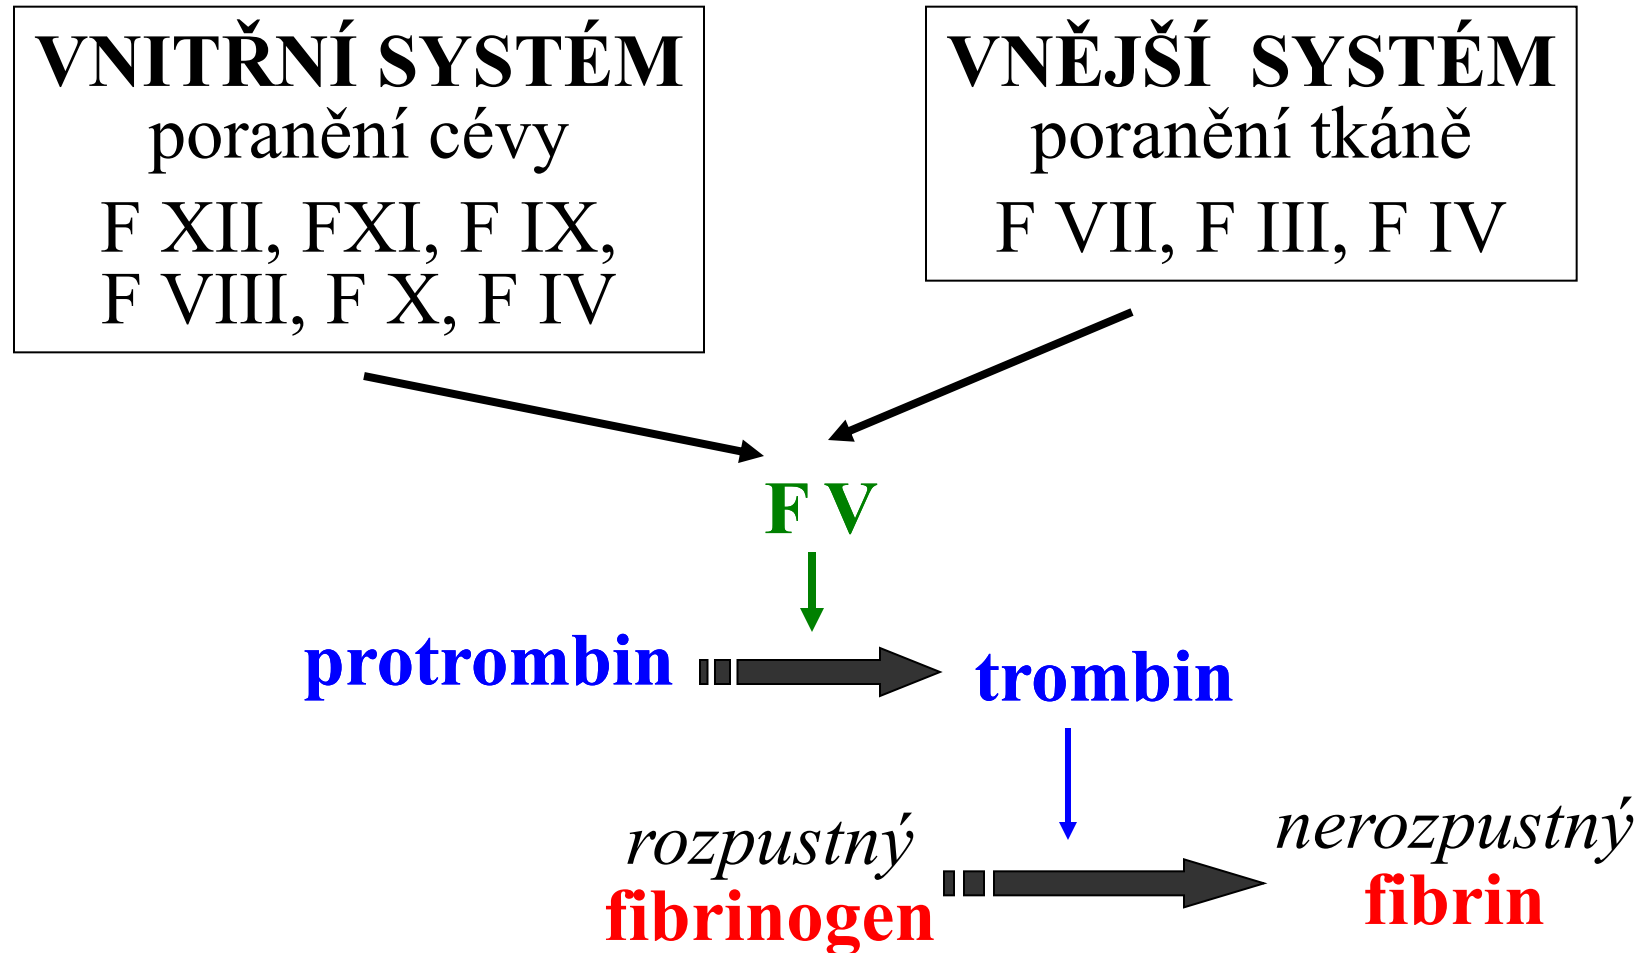 VNITŘNÍ SYSTÉM
poranění cévy
F XII, FXI, F IX,
F VIII, F X, F IV
VNĚJŠÍ SYSTÉM
poranění tkáně
F VII, F III, F IV
F V
protrombin
trombin
rozpustný
fibrinogen
nerozpustný
fibrin